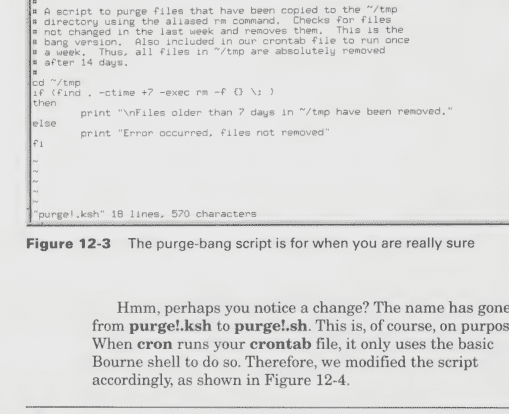 #
# A script to purge files that have been copied to the ~/tmp
# directory using the aliased rm command. Checks for files
# not changed in the last week and removes them. This is the
# bang version. Also included in our crontab file to run once
# a week. Thus, all files in ~/tmp are absolutely removed
# after 14 days.
#
cd ~/tmp
if (find . -ctime +7 -exec rm -f {} \; )
then
print "\nFiles older than 7 days in ~/tmp have been removed."
else
print "Error occurred, files not removed"
fi
~
~
~
~
~
"purge!.ksh" 18 lines, 570 characters
Figure 12-3 The purge-bang script is for when you are really sure
Hmm, perhaps you notice a change? The name has gone
from purge!.ksh to purge!.sh. This is, of course, on purpos
When cron runs your crontab file, it only uses the basic
Bourne shell to do so. Therefore, we modified the script
accordingly, as shown in Figure 12-4.